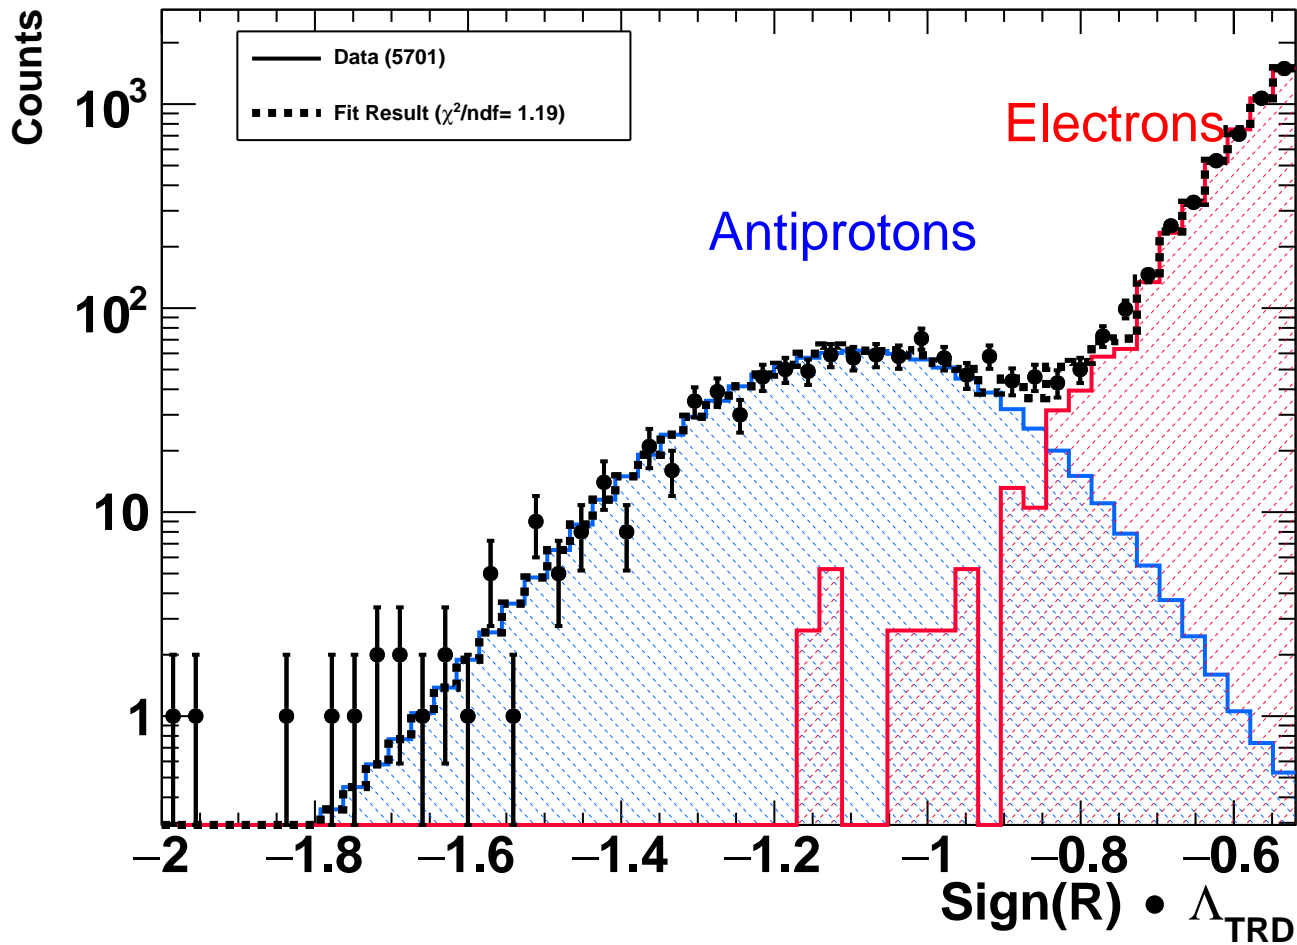 Counts
Data (5701)
Fit Result (χ²/ndf= 1.19)
Electrons
Antiprotons
10³
10²
10
1
−2 −1.8 −1.6 −1.4 −1.2 −1 −0.8 −0.6
Sign(R) • Λ_TRD